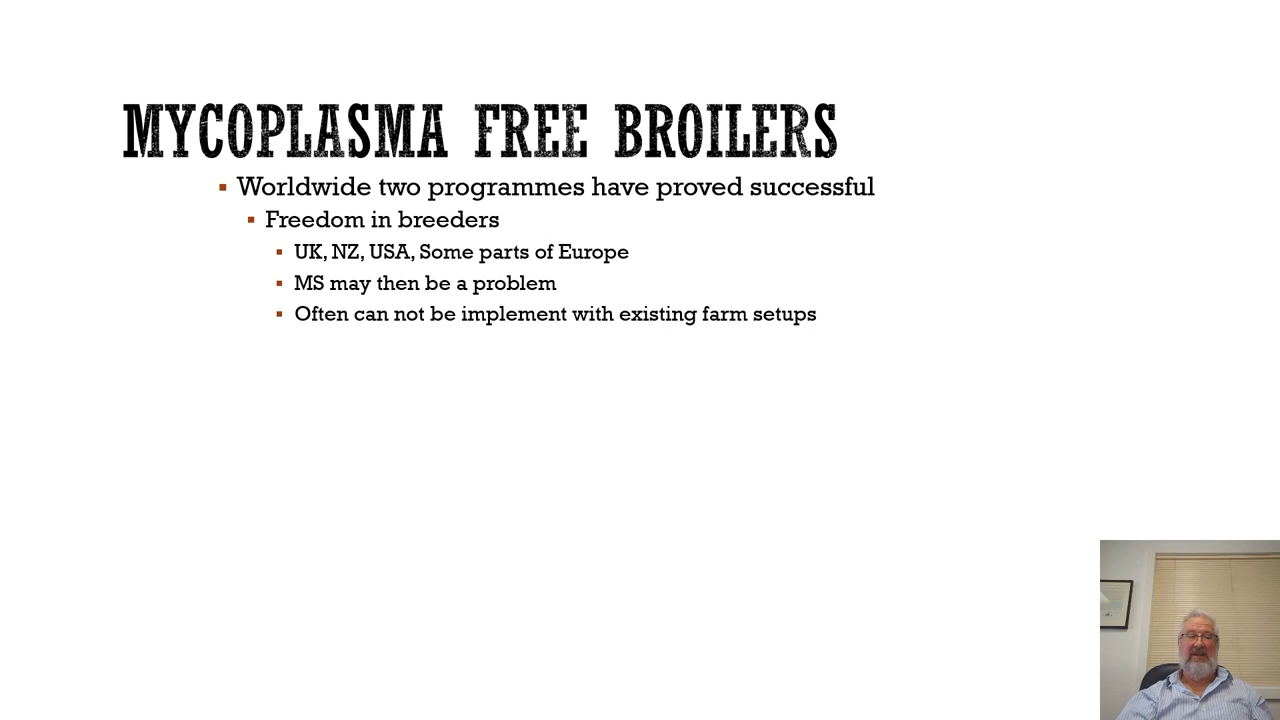 MYCOPLASMA FREE BROILERS
Worldwide two programmes have proved successful
Freedom in breeders
UK, NZ, USA, Some parts of Europe
MS may then be a problem
Often can not be implement with existing farm setups